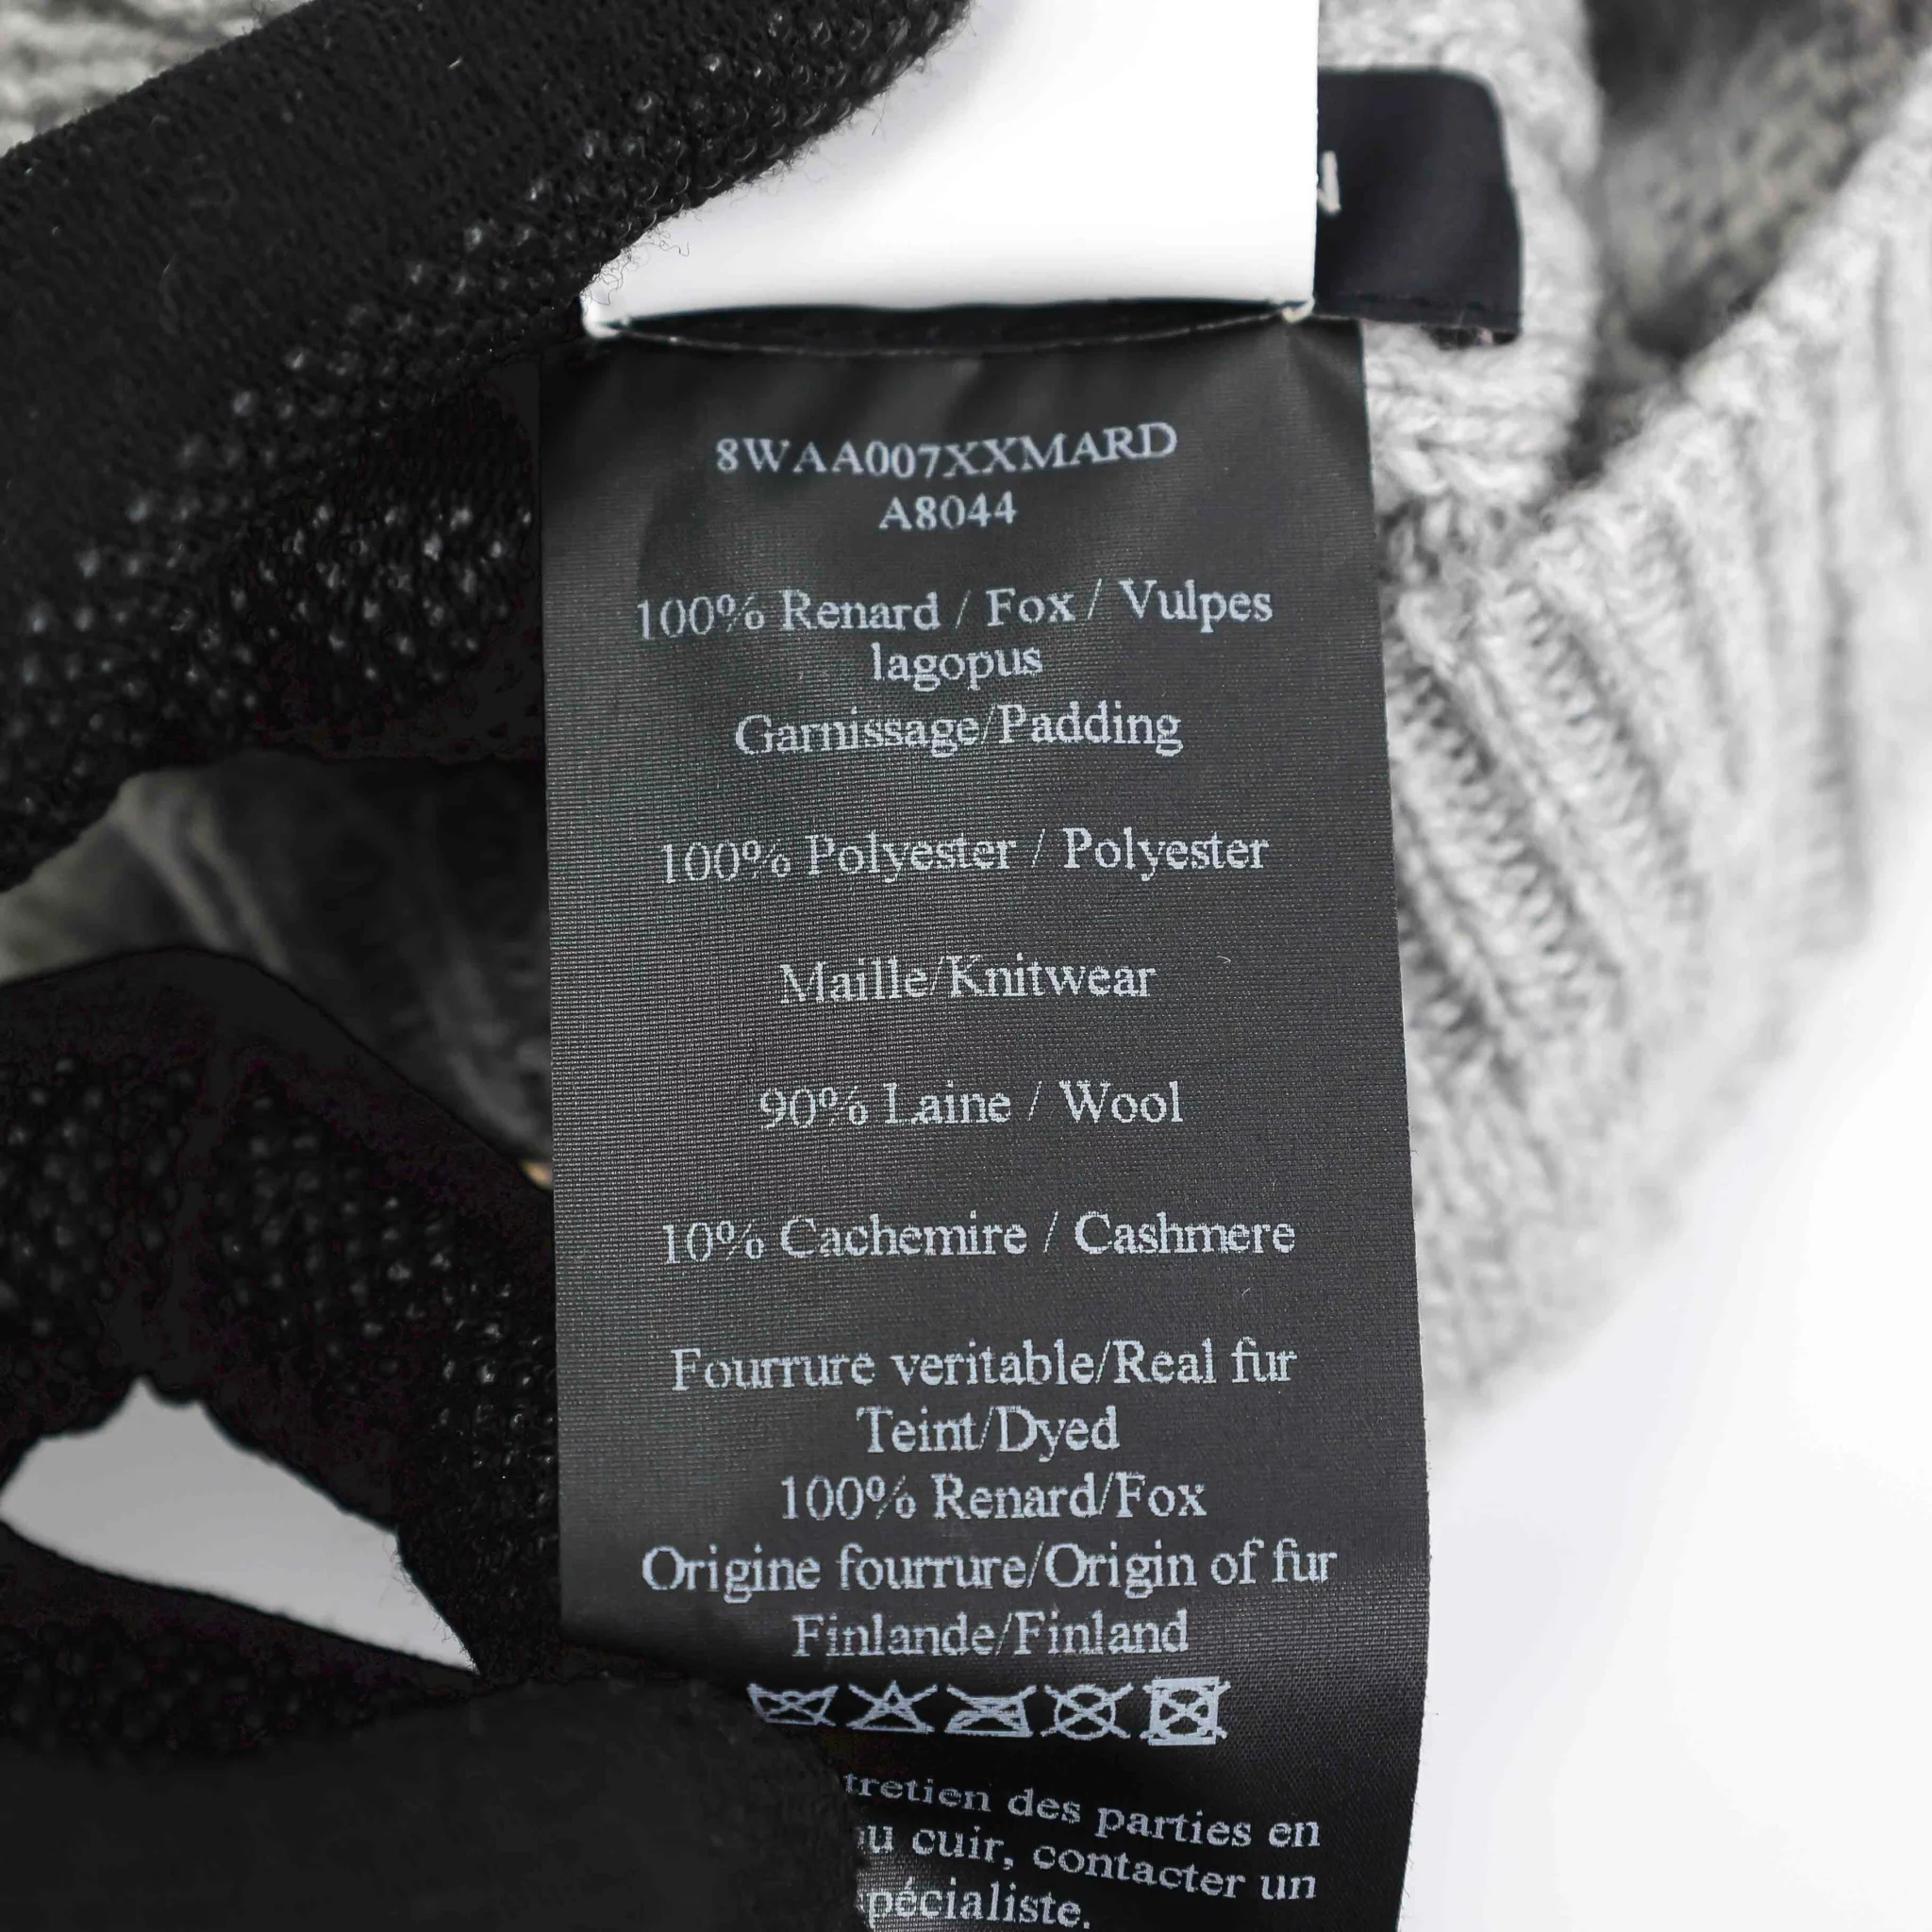 8WAA007XXMARD
A8044
100% Renard / Fox / Vulpes
lagopus
Garnissage/Padding
100% Polyester / Polyester
Maille/Knitwear
90% Laine / Wool
10% Cachemire / Cashmere
Fourrure veritable/Real fur
Teint/Dyed
100% Renard/Fox
Origine fourrure/Origin of fur
Finlande/Finland
des parties en
cuir, contacter un